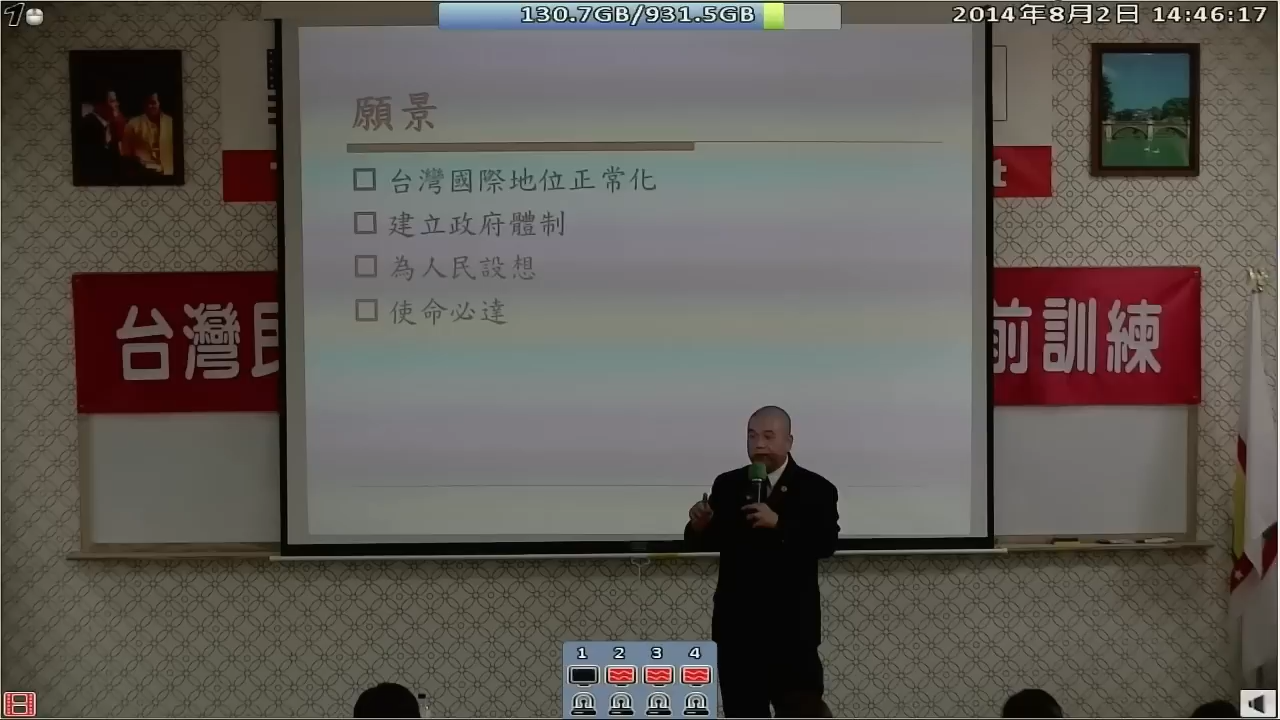 1
130.7GB/931.5GB
2014年8月2日 14:46:17
願景
台灣國際地位正常化
建立政府體制
為人民設想
使命必達
t
台灣民
前訓練
1 2 3 4